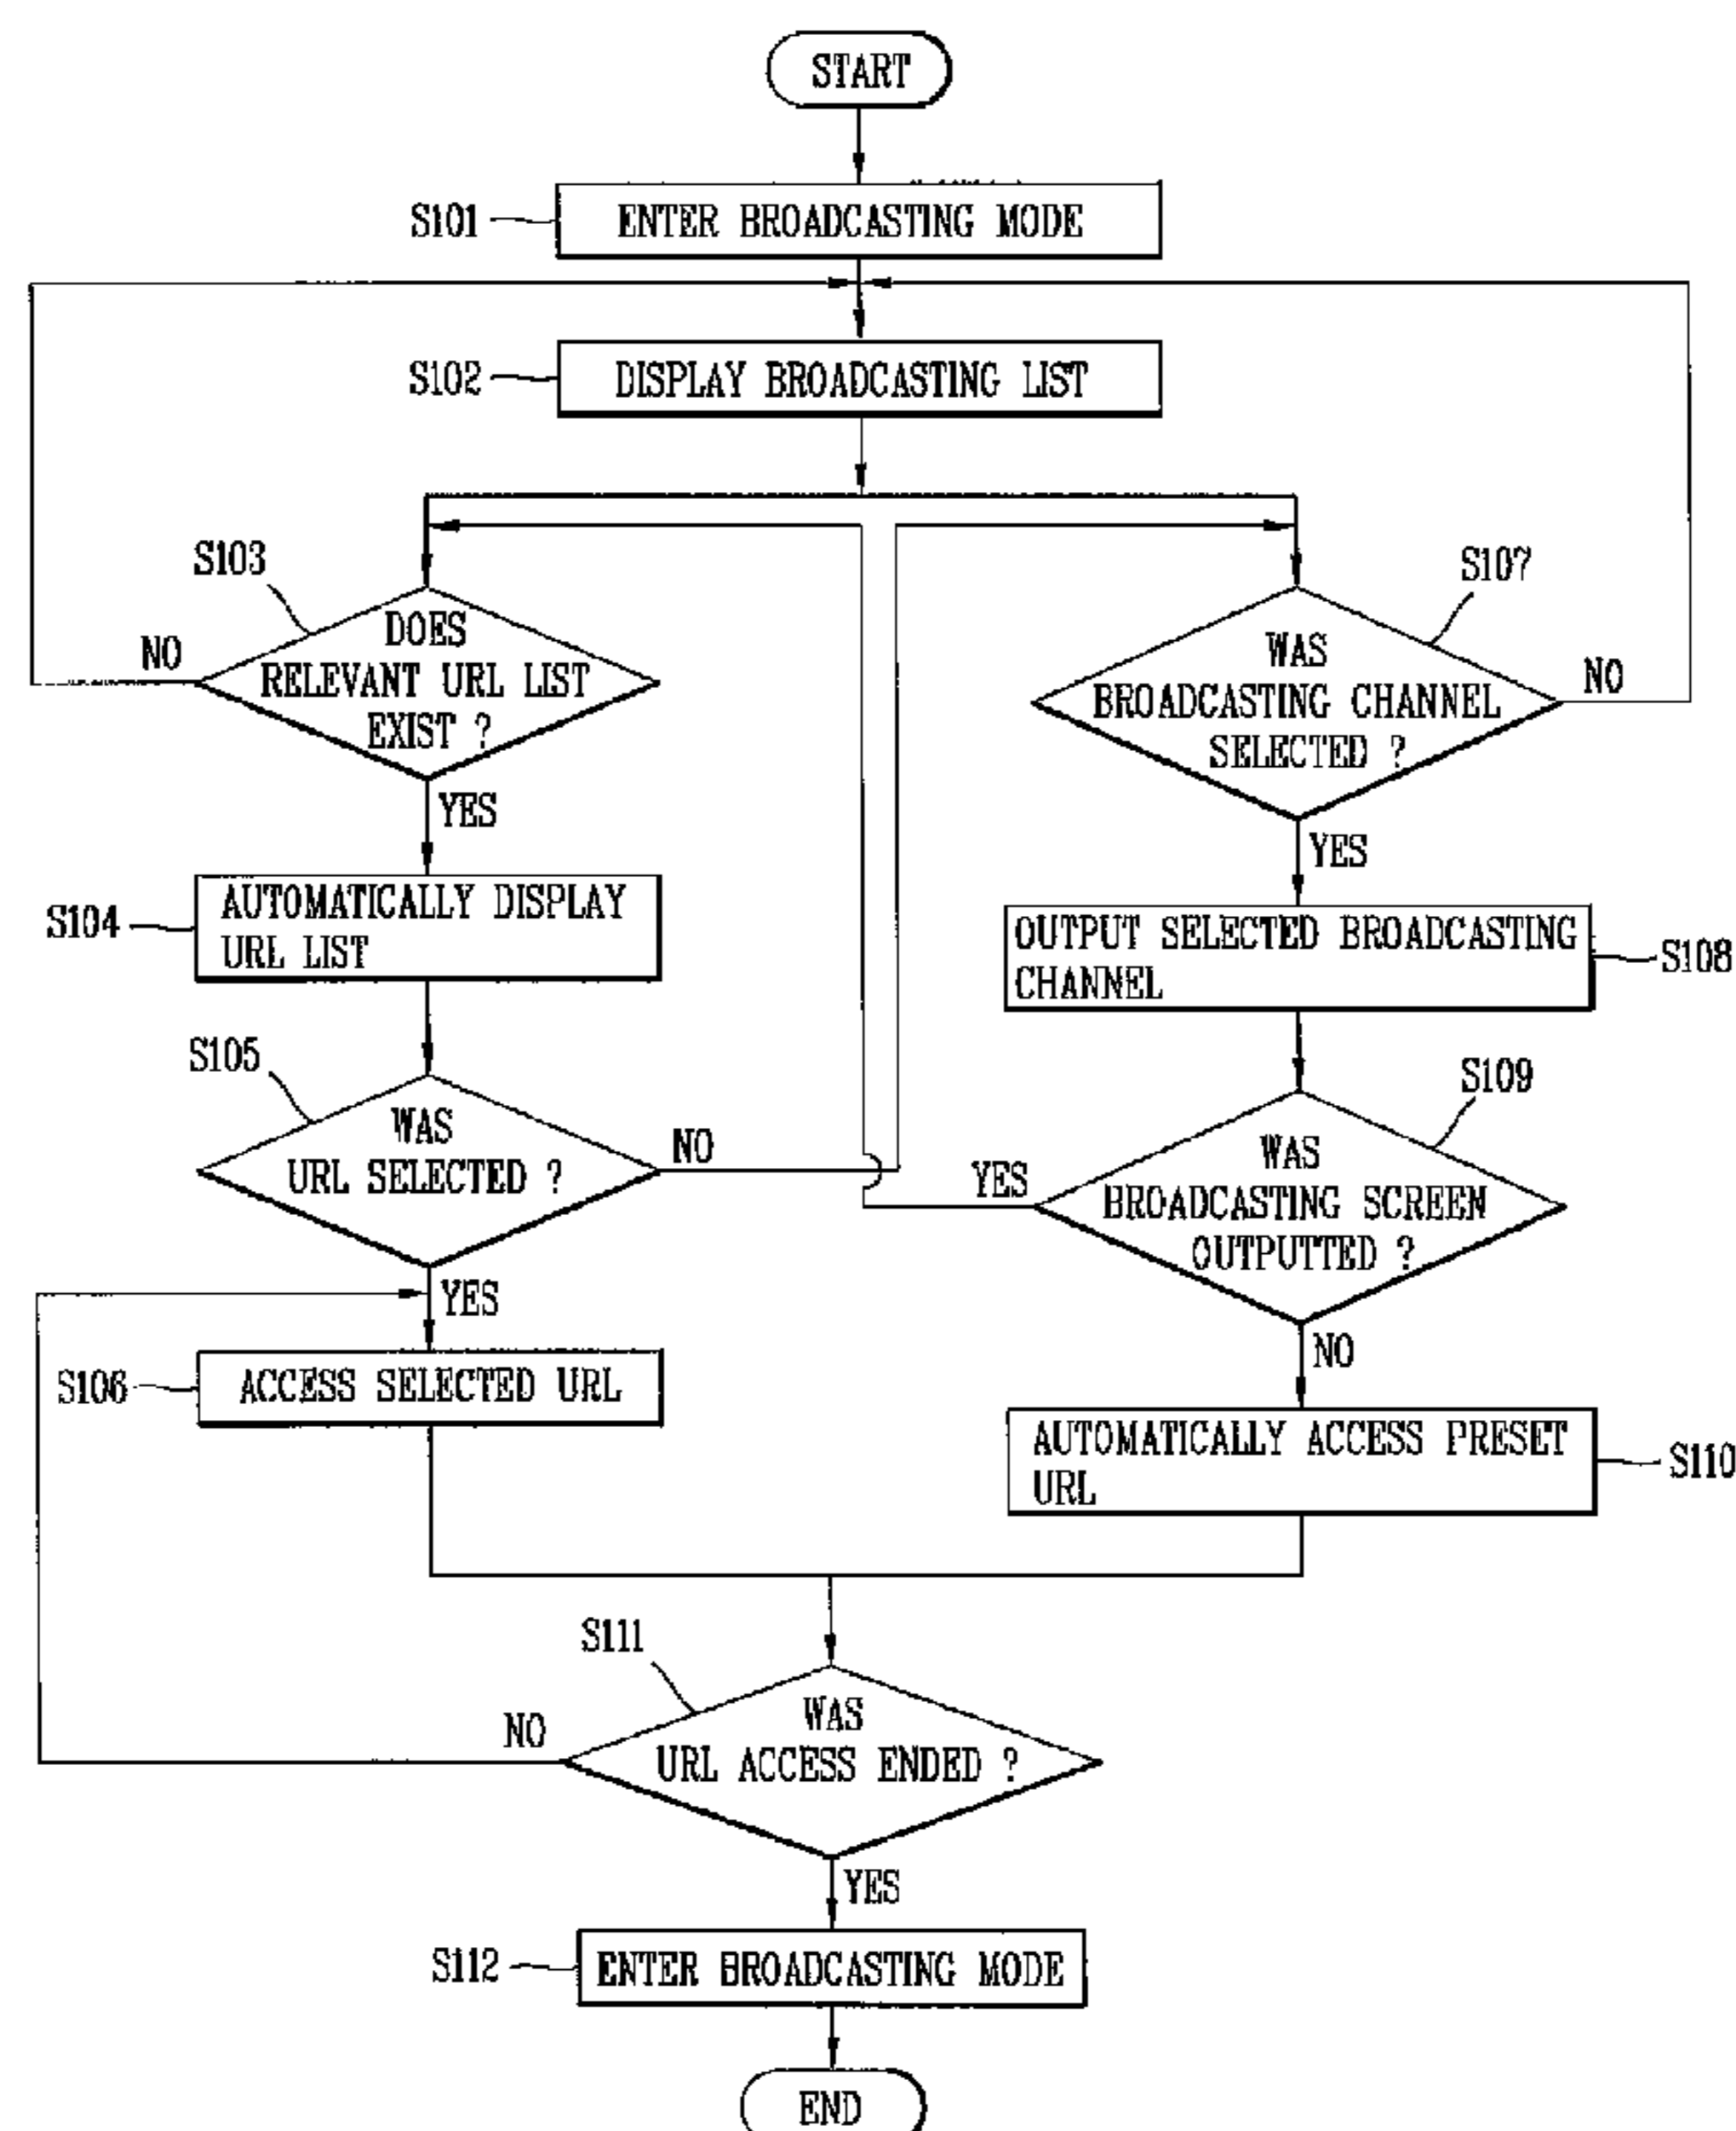 START
S101
ENTER BROADCASTING MODE
S102
DISPLAY BROADCASTING LIST
S103
DOES
RELEVANT URL LIST
EXIST ?
NO
YES
S107
WAS
BROADCASTING CHANNEL
SELECTED ?
NO
YES
S104
AUTOMATICALLY DISPLAY
URL LIST
OUTPUT SELECTED BROADCASTING
CHANNEL
S108
S105
WAS
URL SELECTED ?
NO
YES
S109
WAS
BROADCASTING SCREEN
OUTPUTTED ?
YES
NO
S106
ACCESS SELECTED URL
AUTOMATICALLY ACCESS PRESET
URL
S110
S111
WAS
URL ACCESS ENDED ?
NO
YES
S112
ENTER BROADCASTING MODE
END